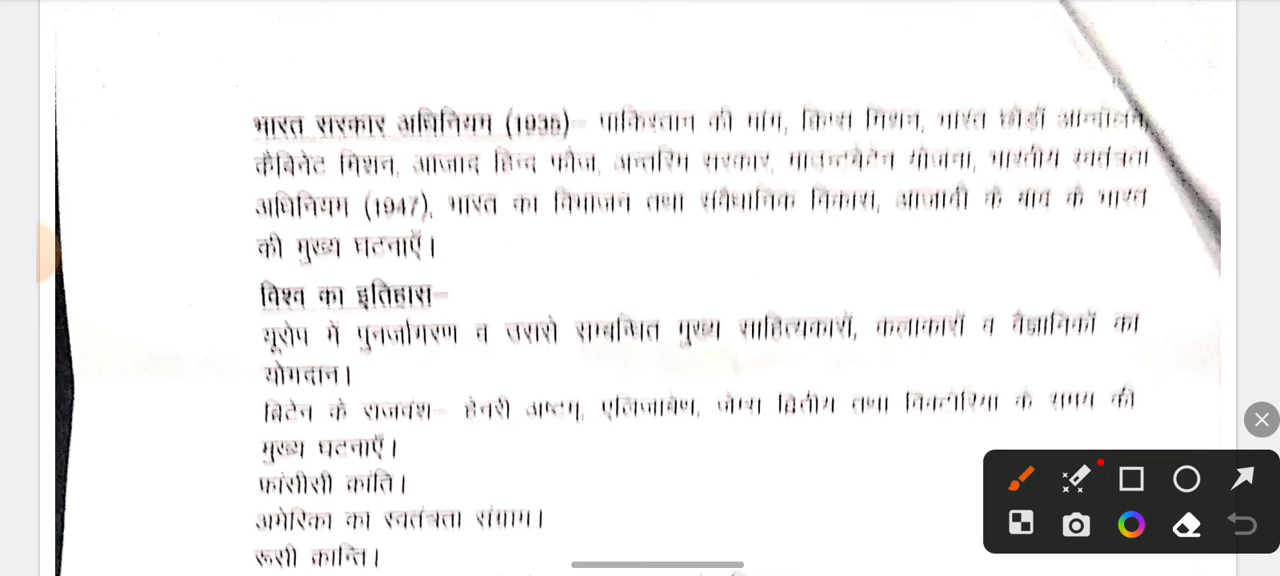 भारत सरकार अधिनियम (1935)– पाकिस्तान की मांग, क्रिप्स मिशन, भारत छोड़ों आन्दोलन,
कैबिनेट मिशन, आजाद हिन्द फौज, अन्तरिम सरकार, माउन्टबेटेन योजना, भारतीय स्वतंत्रता
अधिनियम (1947), भारत का विभाजन तथा संवैधानिक विकास, आजादी के बाद के भारत
की मुख्य घटनाएँ।
विश्व का इतिहास–
यूरोप में पुनर्जागरण व उससे सम्बन्धित मुख्य साहित्यकारों, कलाकारों व वैज्ञानिकों का
योगदान।
ब्रिटेन के राजवंश– हेनरी अष्टम्, एलिजाबेथ, जेम्स द्वितीय तथा विक्टोरिया के समय की
मुख्य घटनाएँ।
फ्रांसीसी क्रांति।
अमेरिका का स्वतंत्रता संग्राम।
रूसी क्रान्ति।